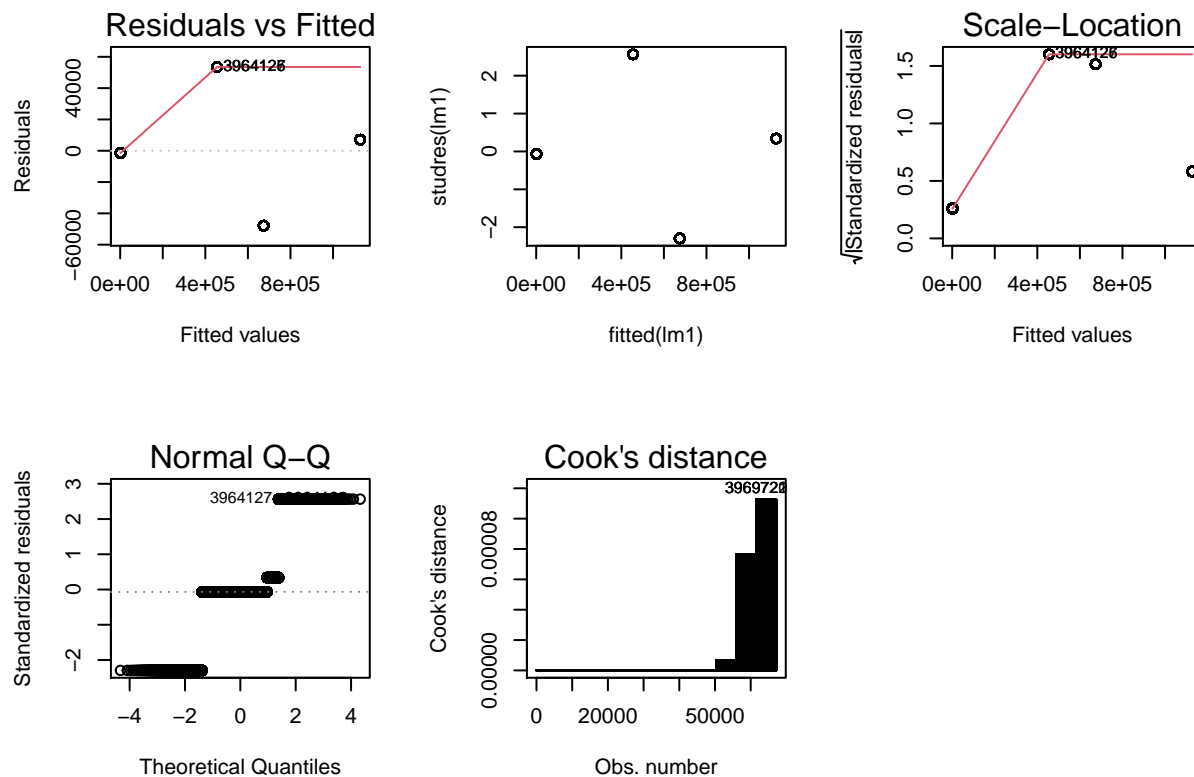 Residuals vs Fitted
Residuals
−60000
0
40000
0e+00 4e+05 8e+05
Fitted values
studres(lm1)
−2
0
2
0e+00 4e+05 8e+05
fitted(lm1)
Scale−Location
√|Standardized residuals|
0.0
0.5
1.0
1.5
0e+00 4e+05 8e+05
Fitted values
Normal Q−Q
Standardized residuals
−2
0
1
2
3
3964127
−4 −2 0 2 4
Theoretical Quantiles
Cook's distance
Cook's distance
0.00000
0.00008
0 20000 50000
Obs. number